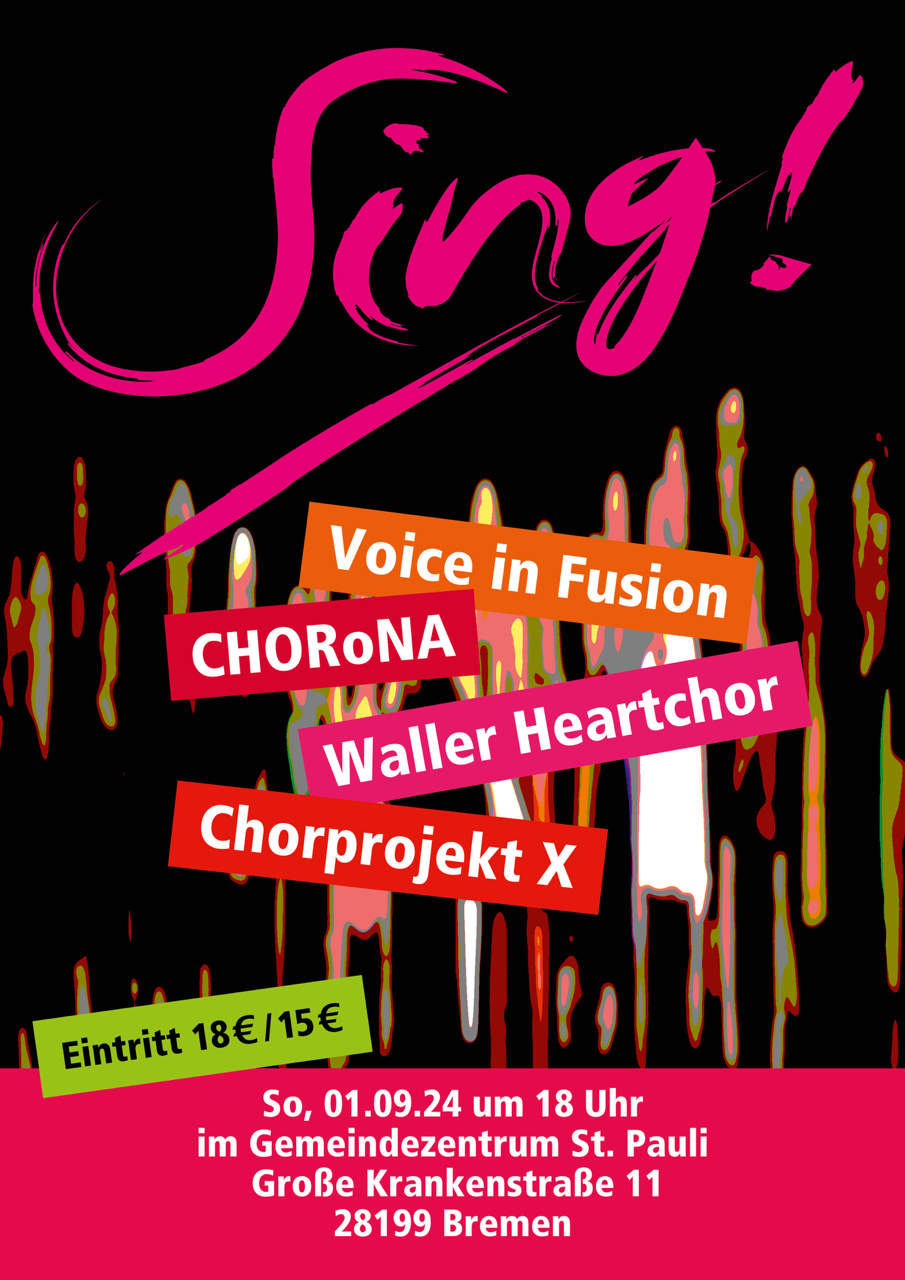 Sing!
Voice in Fusion
CHORoNA
Waller Heartchor
Chorprojekt X
Eintritt 18€/15€
So, 01.09.24 um 18 Uhr
im Gemeindezentrum St. Pauli
Große Krankenstraße 11
28199 Bremen